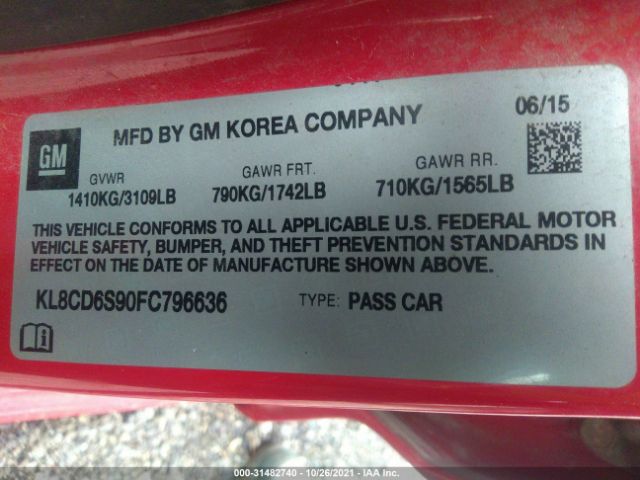 06/15
MFD BY GM KOREA COMPANY
GM
GVWR GAWR FRT. GAWR RR.
1410KG/3109LB 790KG/1742LB 710KG/1565LB
THIS VEHICLE CONFORMS TO ALL APPLICABLE U.S. FEDERAL MOTOR
VEHICLE SAFETY, BUMPER, AND THEFT PREVENTION STANDARDS IN
EFFECT ON THE DATE OF MANUFACTURE SHOWN ABOVE.
KL8CD6S90FC796636 TYPE: PASS CAR
000-31482740 - 10/26/2021 - IAA Inc.